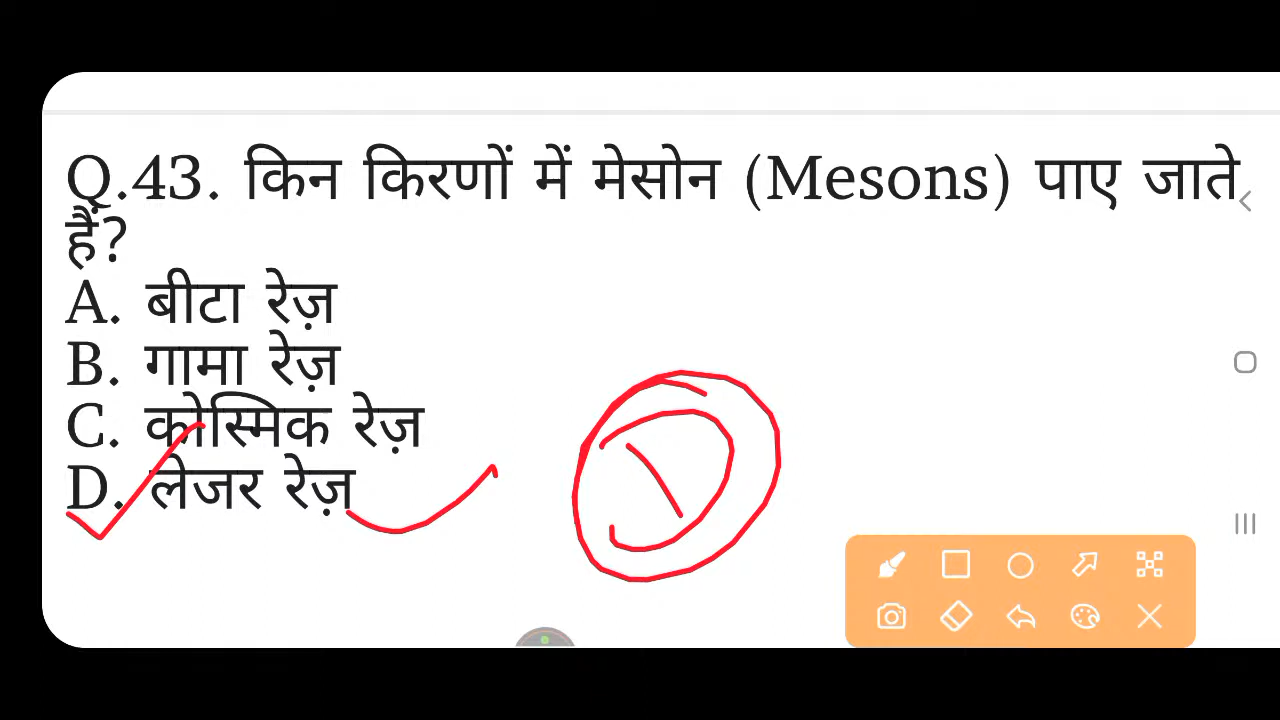 Q.43. किन किरणों में मेसोन (Mesons) पाए जाते
हैं?
A. बीटा रेज़
B. गामा रेज़
C. कोस्मिक रेज़
D. लेजर रेज़